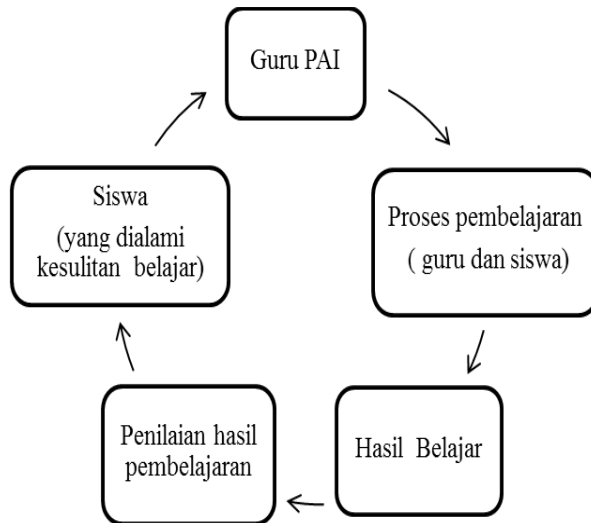 Guru PAI
Proses pembelajaran
( guru dan siswa)
Hasil Belajar
Penilaian hasil
pembelajaran
Siswa
(yang dialami
kesulitan belajar)